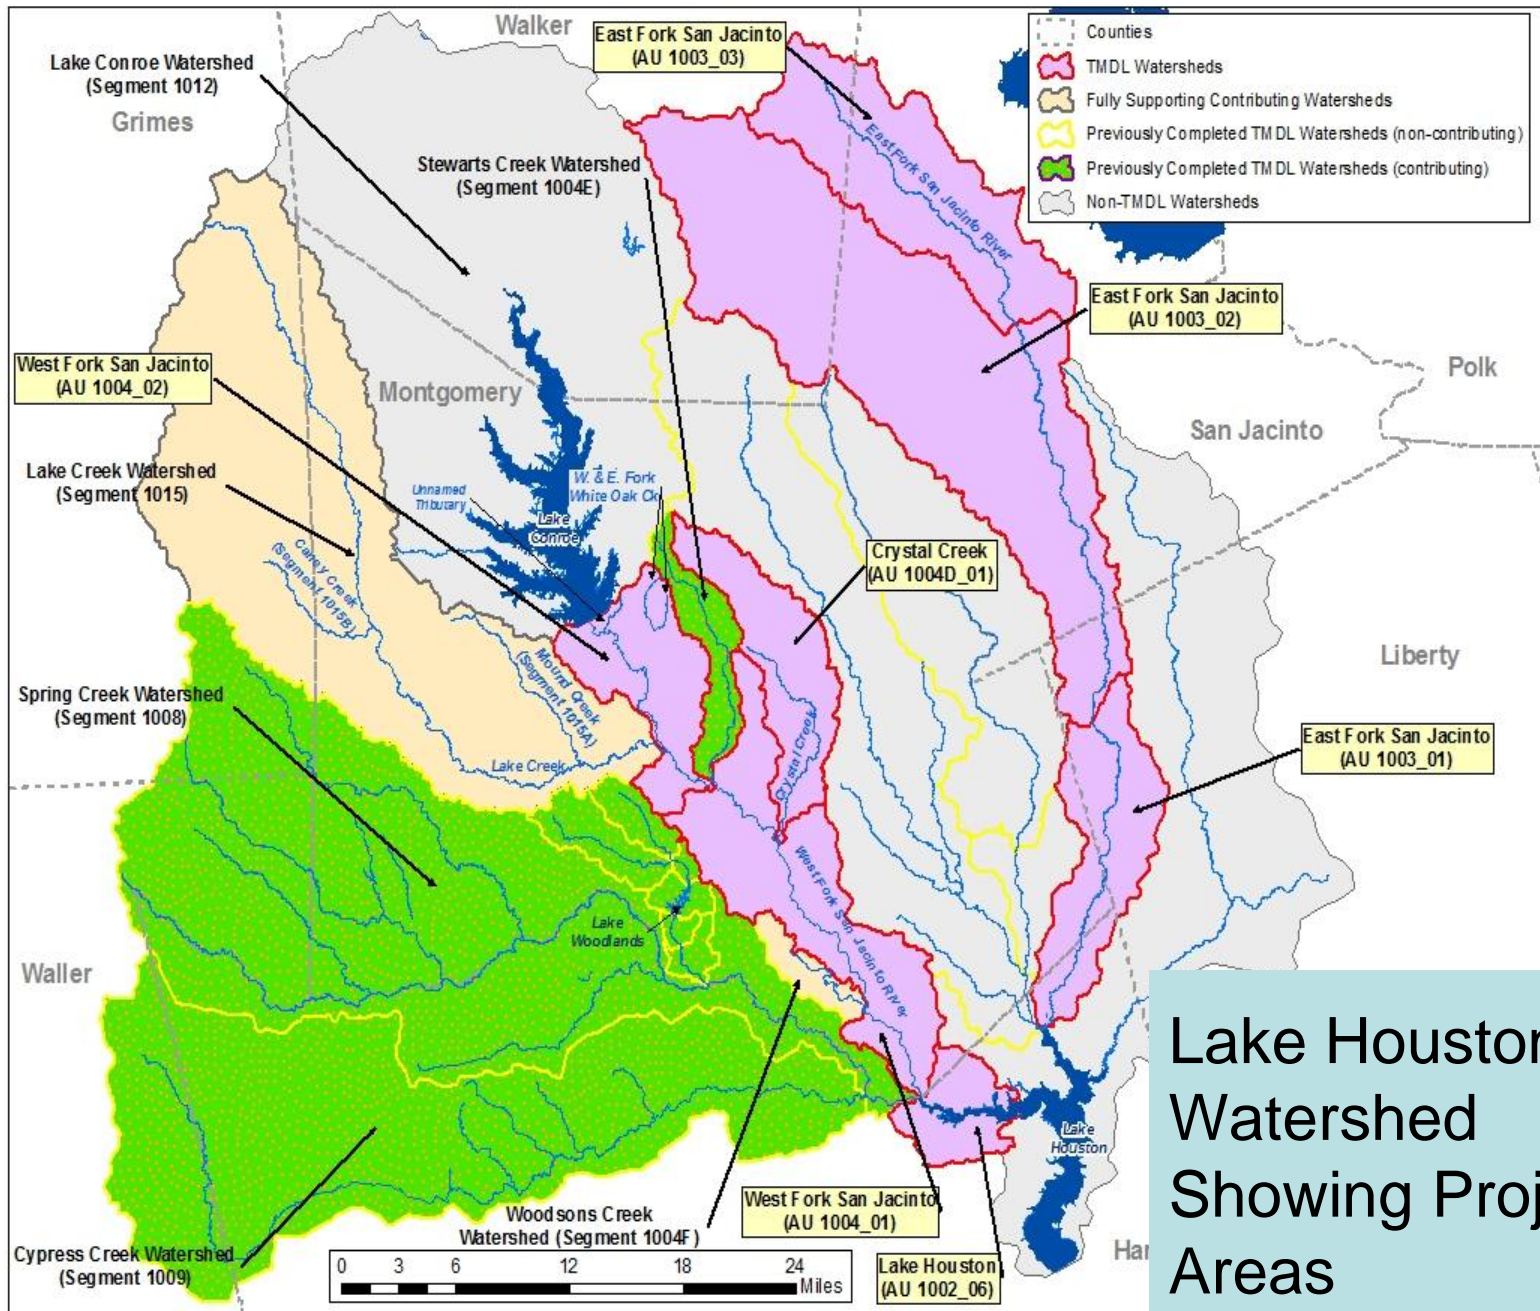 Walker
East Fork San Jacinto
(AU 1003_03)
Counties
TMDL Watersheds
Fully Supporting Contributing Watersheds
Previously Completed TMDL Watersheds (non-contributing)
Previously Completed TMDL Watersheds (contributing)
Non-TMDL Watersheds
Lake Conroe Watershed
(Segment 1012)
Grimes
Stewarts Creek Watershed
(Segment 1004E)
East Fork San Jacinto River
East Fork San Jacinto
(AU 1003_02)
West Fork San Jacinto
(AU 1004_02)
Montgomery
Polk
San Jacinto
Lake Creek Watershed
(Segment 1015)
Unnamed
Tributary
W. & E. Fork
White Oak Ck
Lake
Conroe
Caney Creek
(Segment 1015B)
Crystal Creek
(AU 1004D_01)
Mound Creek
(Segment 1015A)
Liberty
Spring Creek Watershed
(Segment 1008)
Lake Creek
Crystal Creek
East Fork San Jacinto
(AU 1003_01)
West Fork San Jacinto River
Lake
Woodlands
Waller
Lake
Houston
Woodsons Creek
Watershed (Segment 1004F)
West Fork San Jacinto
(AU 1004_01)
Cypress Creek Watershed
(Segment 1009)
0 3 6 12 18 24
Miles
Lake Houston
(AU 1002_06)
Har
Lake Houston
Watershed
Showing Proj
Areas